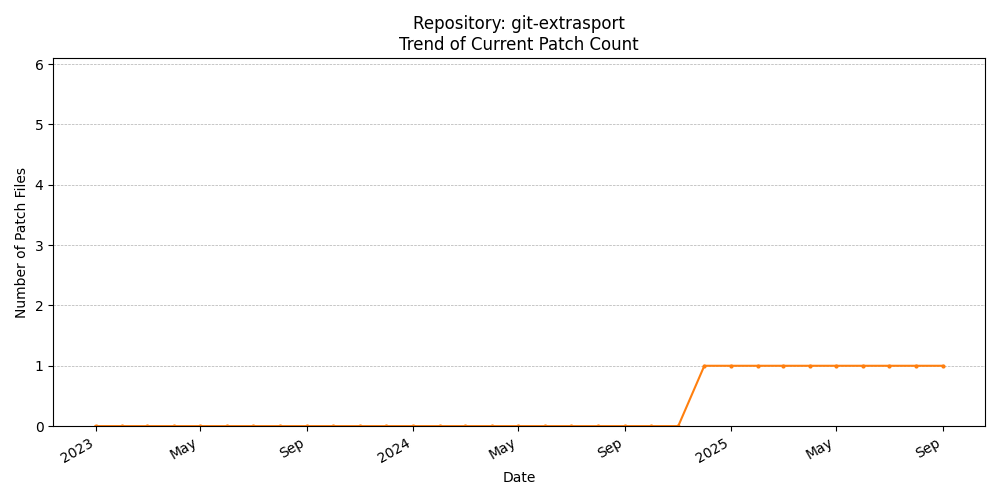 Repository: git-extrasport
Trend of Current Patch Count
Number of Patch Files
6
5
4
3
2
1
0
2023
May
Sep
2024
May
Sep
2025
May
Sep
Date